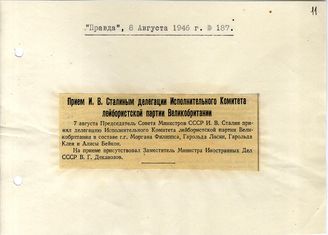 11
"Правда", 8 Августа 1946 г. № 187.
Прием И. В. Сталиным делегации Исполнительного Комитета
лейбористской партии Великобритании
7 августа Председатель Совета Министров СССР И. В. Сталин при-
нял делегацию Исполнительного Комитета лейбористской партии Вели-
кобритании в составе г.г. Моргана Филиппса, Гарольда Ласки, Гарольда
Клея и Алисы Бейкон.
На приеме присутствовал Заместитель Министра Иностранных Дел
СССР В. Г. Деканозов.